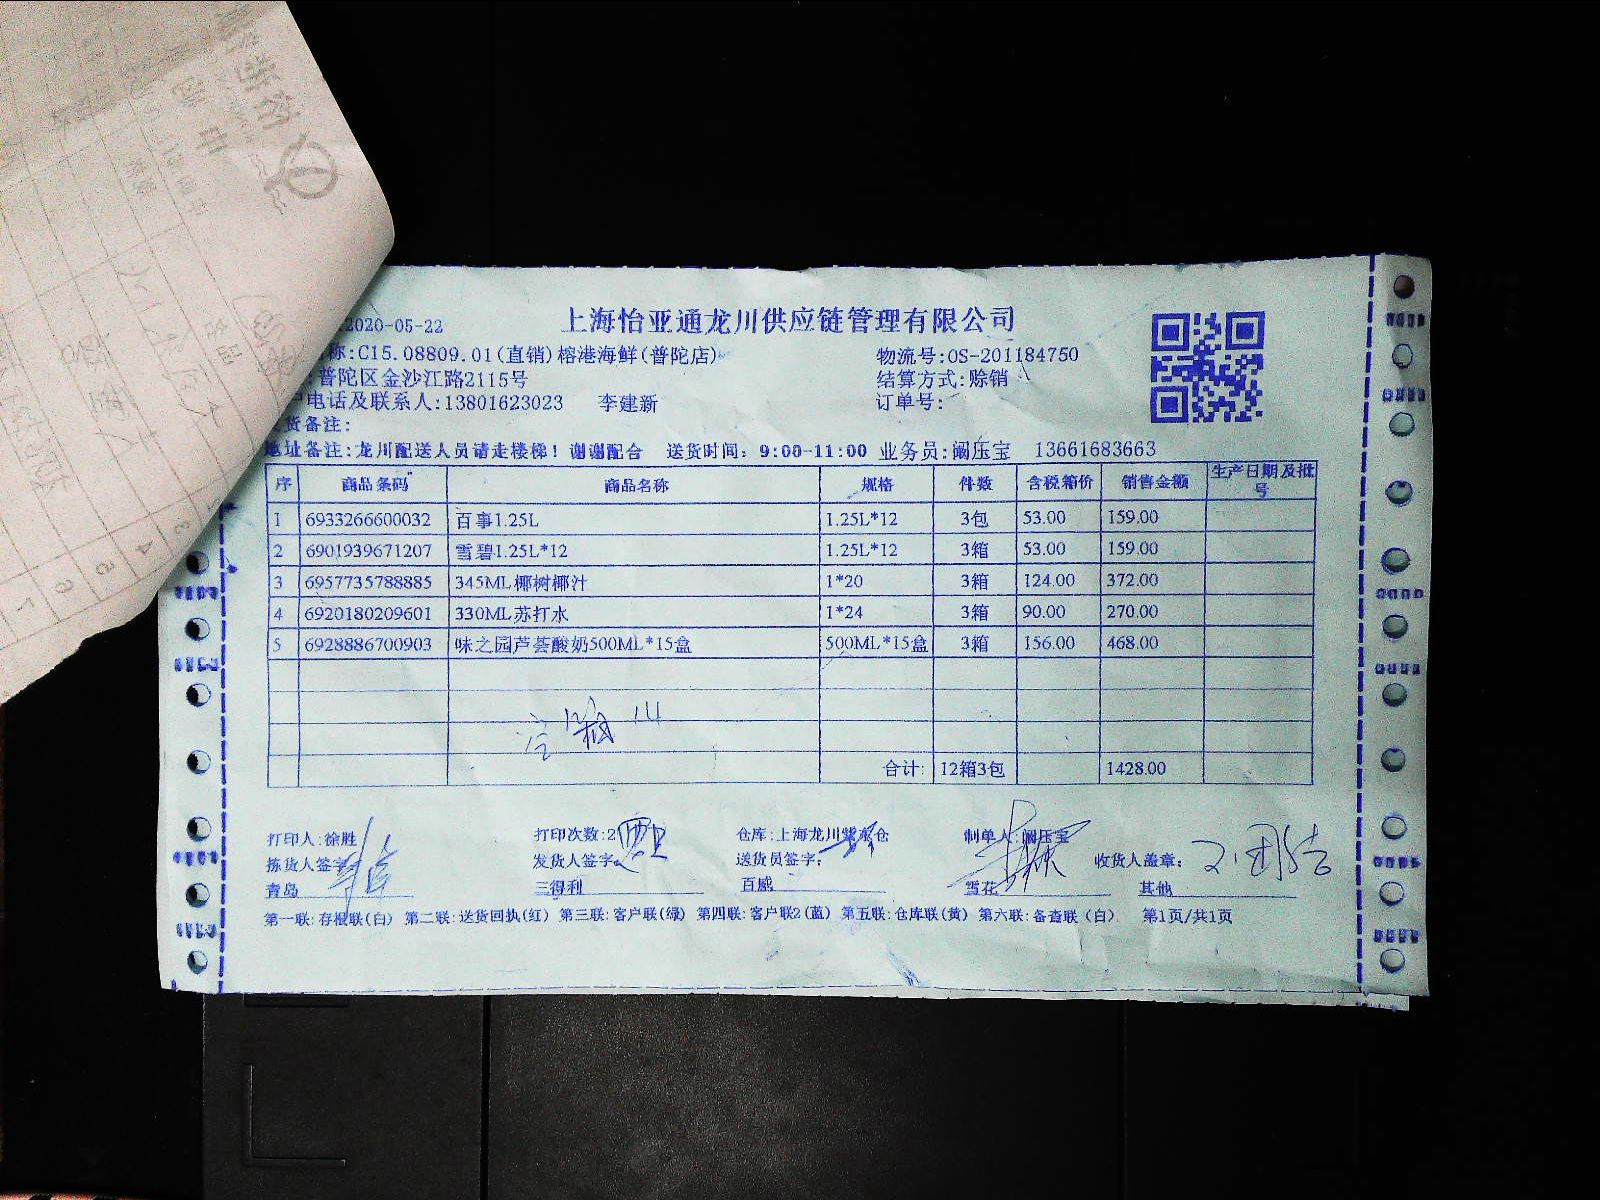 2020-05-22
上海怡亚通龙川供应链管理有限公司
称:C15.08809.01(直销)榕港海鲜(普陀店) 物流号:OS-201184750
:普陀区金沙江路2115号 结算方式:赊销
户电话及联系人:13801623023 李建新 订单号:
货备注:
地址备注:龙川配送人员请走楼梯！谢谢配合 送货时间：9:00-11:00 业务员:阚压宝 13661683663
序 商品条码 商品名称 规格 件数 含税箱价 销售金额 生产日期及批号
1 6933266600032 百事1.25L 1.25L*12 3包 53.00 159.00
2 6901939671207 雪碧1.25L*12 1.25L*12 3箱 53.00 159.00
3 6957735788885 345ML椰树椰汁 1*20 3箱 124.00 372.00
4 6920180209601 330ML苏打水 1*24 3箱 90.00 270.00
5 6928886700903 味之园芦荟酸奶500ML*15盒 500ML*15盒 3箱 156.00 468.00
合计: 12箱3包 1428.00
打印人:徐胜 打印次数:2 仓库:上海龙川 仓 制单人:阚压宝
拣货人签字 发货人签字 送货员签字: 收货人盖章:
青岛 三得利 百威 雪花 其他
第一联:存根联(白) 第二联:送货回执(红) 第三联:客户联(绿) 第四联:客户联2(蓝) 第五联:仓库联(黄) 第六联:备查联(白) 第1页/共1页